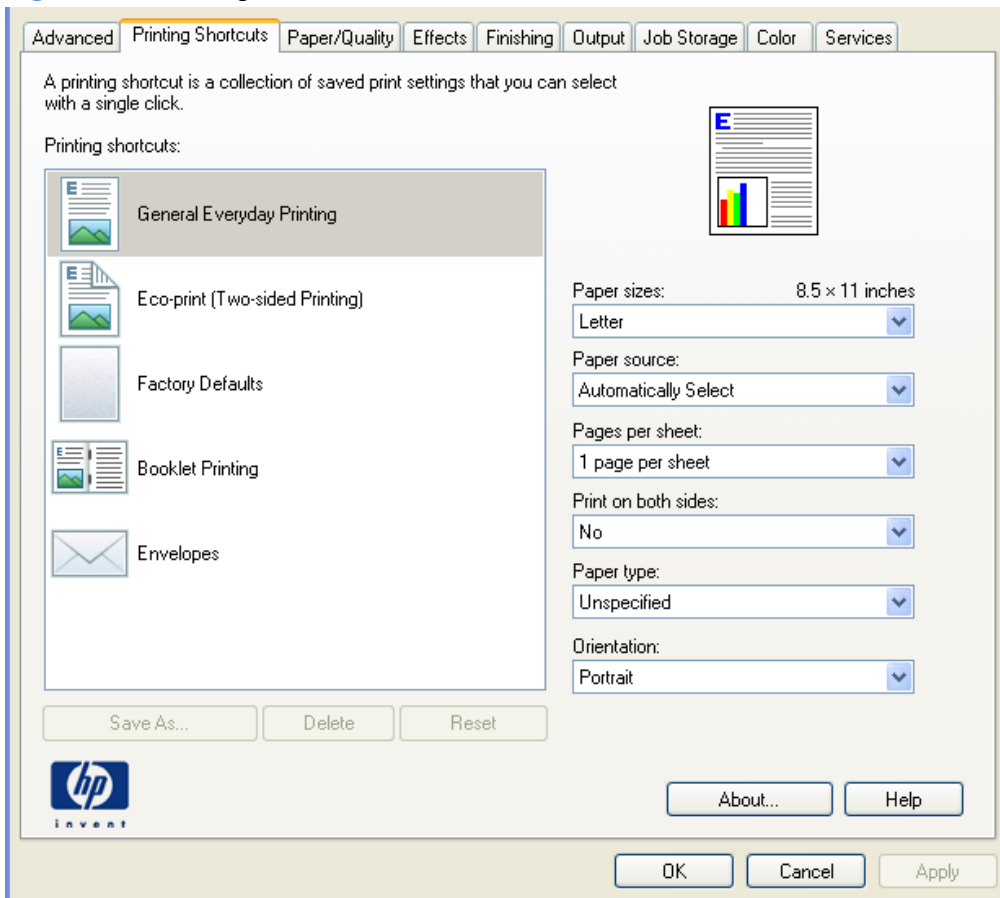 Advanced Printing Shortcuts Paper/Quality Effects Finishing Output Job Storage Color Services
A printing shortcut is a collection of saved print settings that you can select
with a single click.
Printing shortcuts:
E
General Everyday Printing
E
Eco-print (Two-sided Printing)
Factory Defaults
E
Booklet Printing
Envelopes
E
Paper sizes: 8.5 × 11 inches
Letter
Paper source:
Automatically Select
Pages per sheet:
1 page per sheet
Print on both sides:
No
Paper type:
Unspecified
Orientation:
Portrait
Save As... Delete Reset
hp
invent
About... Help
OK Cancel Apply